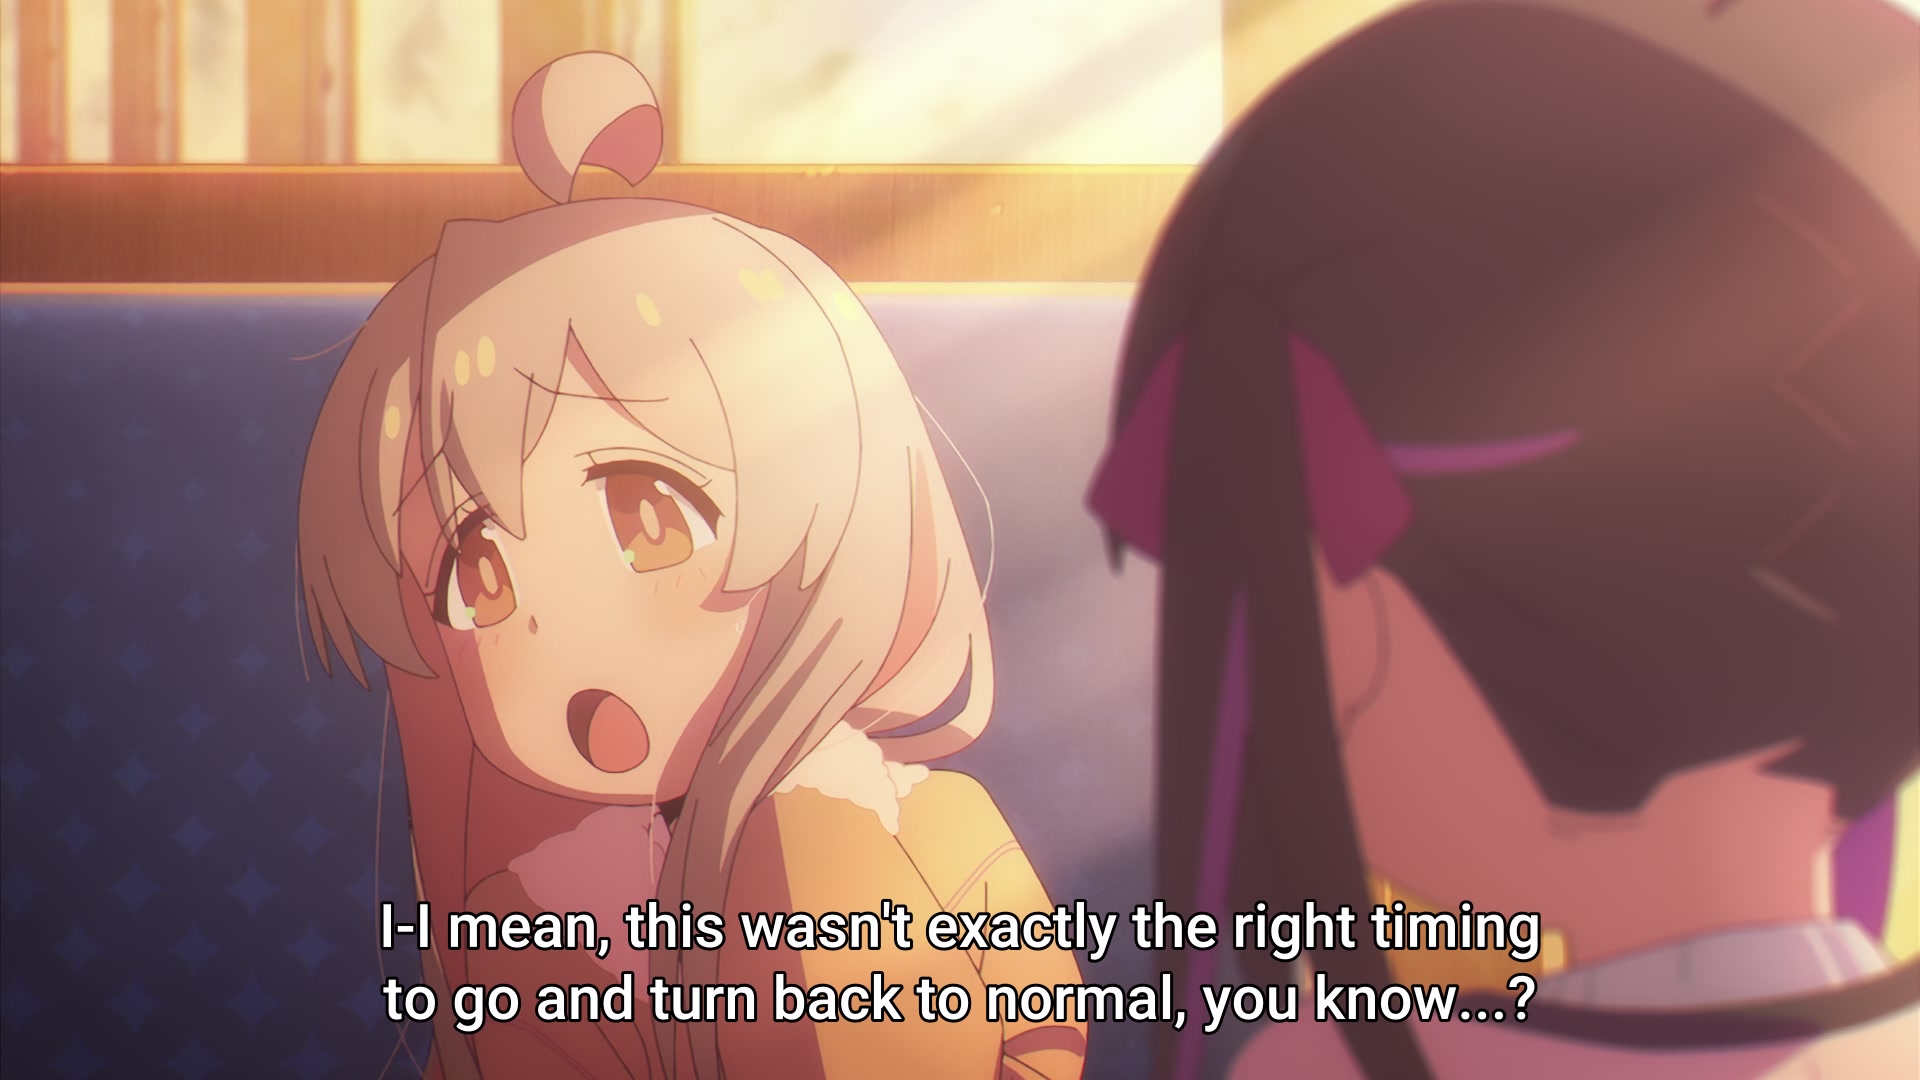 I-I mean, this wasn't exactly the right timing
to go and turn back to normal, you know...?